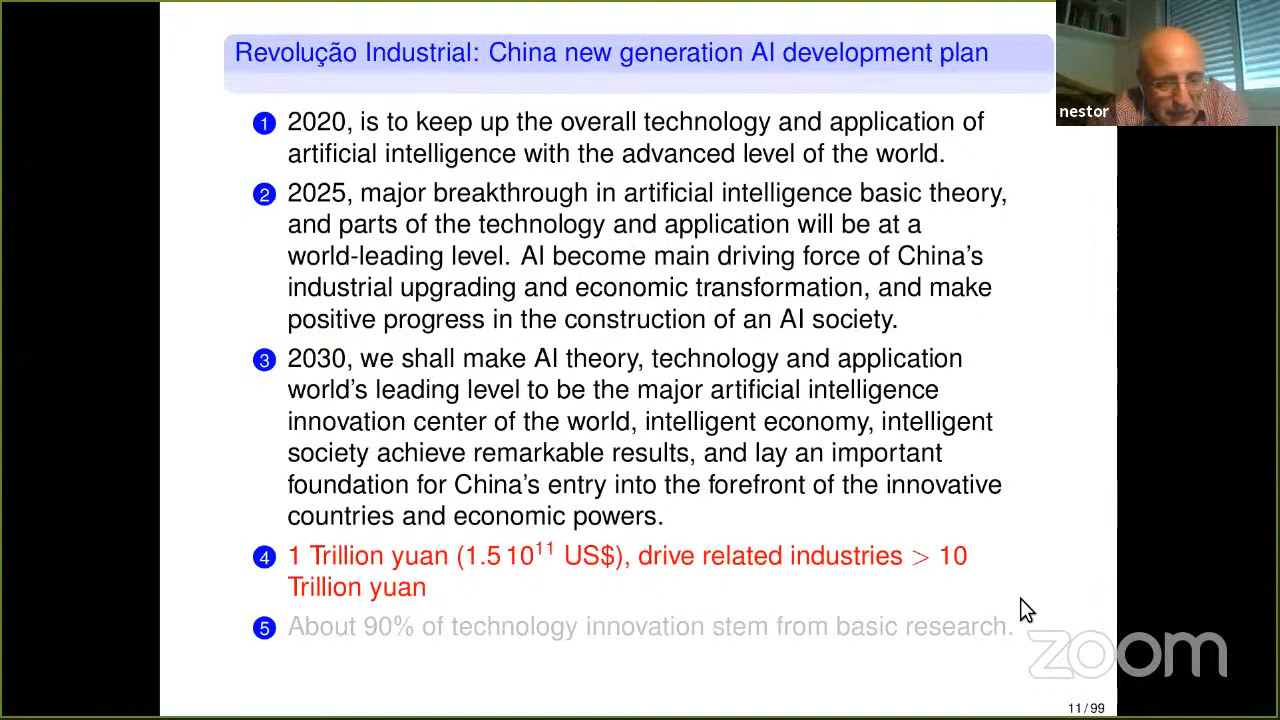 Revolução Industrial: China new generation AI development plan
nestor
1 2020, is to keep up the overall technology and application of
artificial intelligence with the advanced level of the world.
2 2025, major breakthrough in artificial intelligence basic theory,
and parts of the technology and application will be at a
world-leading level. AI become main driving force of China's
industrial upgrading and economic transformation, and make
positive progress in the construction of an AI society.
3 2030, we shall make AI theory, technology and application
world's leading level to be the major artificial intelligence
innovation center of the world, intelligent economy, intelligent
society achieve remarkable results, and lay an important
foundation for China's entry into the forefront of the innovative
countries and economic powers.
4 1 Trillion yuan (1.5 10¹¹ US$), drive related industries > 10
Trillion yuan
5 About 90% of technology innovation stem from basic research.
zoom
11 / 99